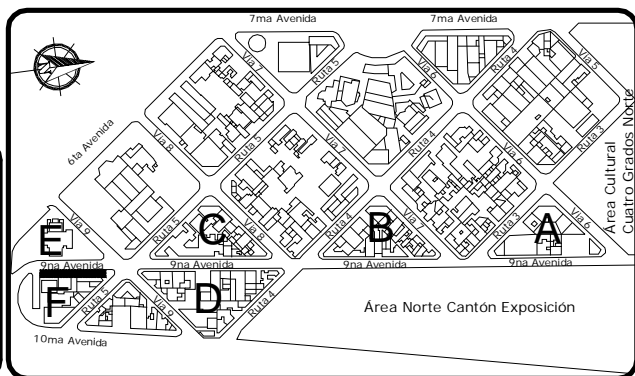 7ma Avenida
7ma Avenida
Vía 7
Ruta 5
Vía 6
Ruta 4
Vía 5
6ta Avenida
Vía 8
Ruta 5
Vía 7
Ruta 4
Vía 6
Ruta 3
Área Cultural
Cuatro Grados Norte
E
Vía 9
Ruta 5
C
Vía 8
Ruta 4
B
Vía 7
Ruta 3
A
Vía 6
9na Avenida
9na Avenida
9na Avenida
9na Avenida
F
Ruta 5
Vía 9
D
Ruta 4
Área Norte Cantón Exposición
10ma Avenida